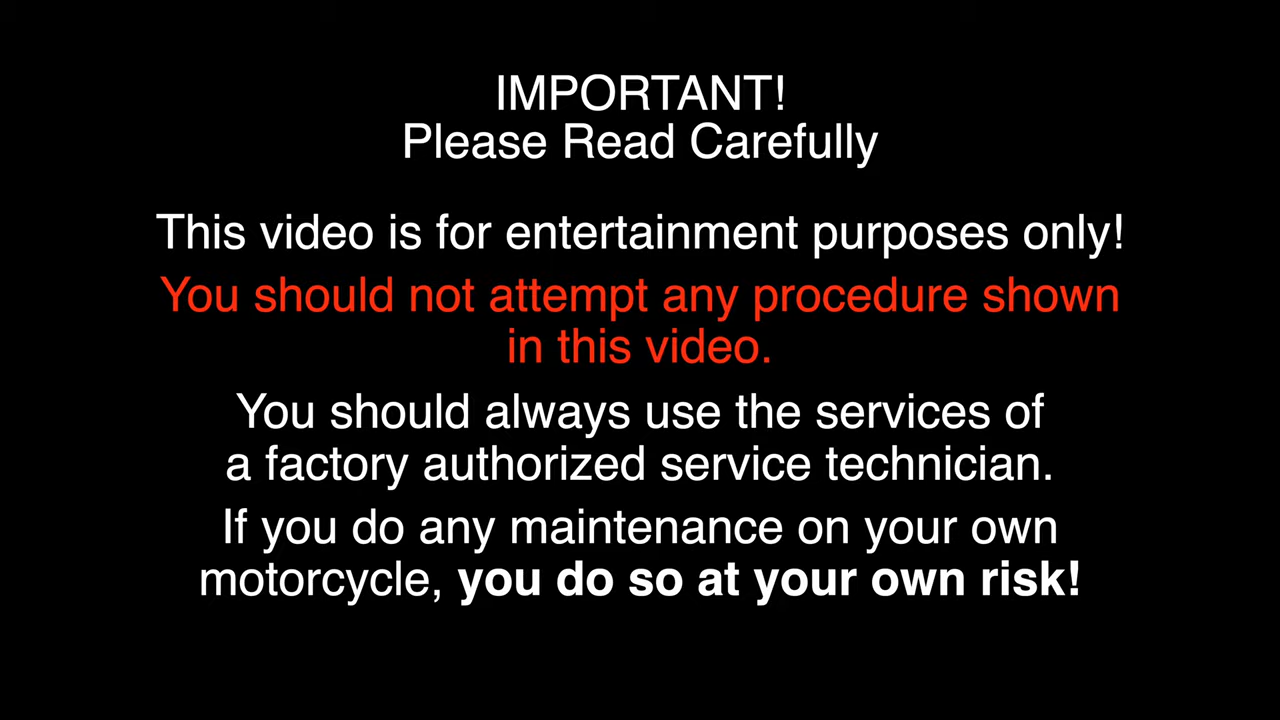 IMPORTANT!
Please Read Carefully
This video is for entertainment purposes only!
You should not attempt any procedure shown
in this video.
You should always use the services of
a factory authorized service technician.
If you do any maintenance on your own
motorcycle, you do so at your own risk!